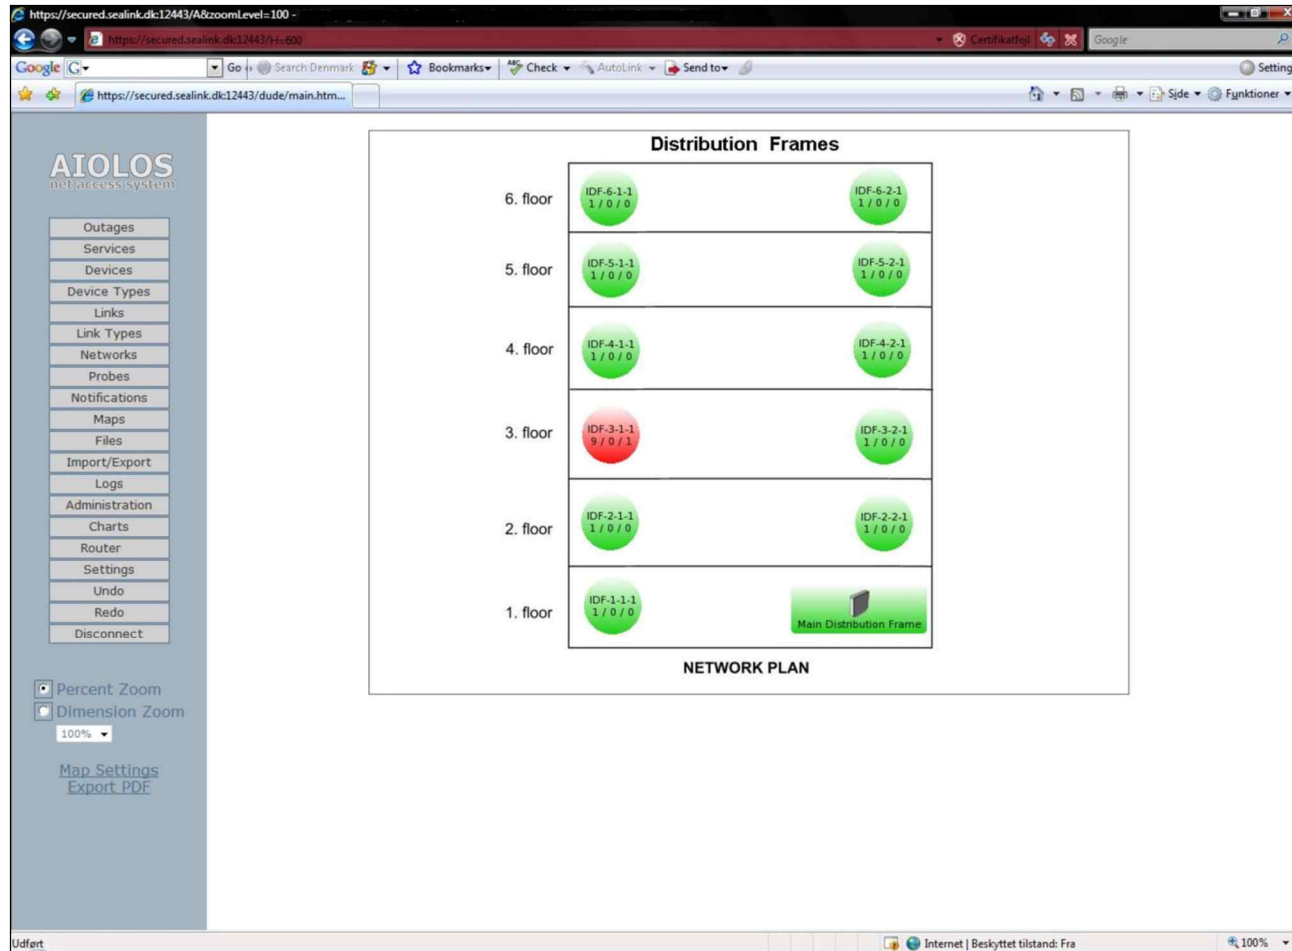 https://secured.sealink.dk:12443/A&zoomLevel=100 -
https://secured.sealink.dk:12443/H=600
Certifikatfejl
Google
Google
Go
Search Denmark
Bookmarks
Check
AutoLink
Send to
Setting
https://secured.sealink.dk:12443/dude/main.htm...
Side
Funktioner
AIOLOS
net access system
Outages
Services
Devices
Device Types
Links
Link Types
Networks
Probes
Notifications
Maps
Files
Import/Export
Logs
Administration
Charts
Router
Settings
Undo
Redo
Disconnect
Percent Zoom
Dimension Zoom
100%
Map Settings
Export PDF
Distribution Frames
6. floor
IDF-6-1-1
1 / 0 / 0
IDF-6-2-1
1 / 0 / 0
5. floor
IDF-5-1-1
1 / 0 / 0
IDF-5-2-1
1 / 0 / 0
4. floor
IDF-4-1-1
1 / 0 / 0
IDF-4-2-1
1 / 0 / 0
3. floor
IDF-3-1-1
9 / 0 / 1
IDF-3-2-1
1 / 0 / 0
2. floor
IDF-2-1-1
1 / 0 / 0
IDF-2-2-1
1 / 0 / 0
1. floor
IDF-1-1-1
1 / 0 / 0
Main Distribution Frame
NETWORK PLAN
Udført
Internet | Beskyttet tilstand: Fra
100%